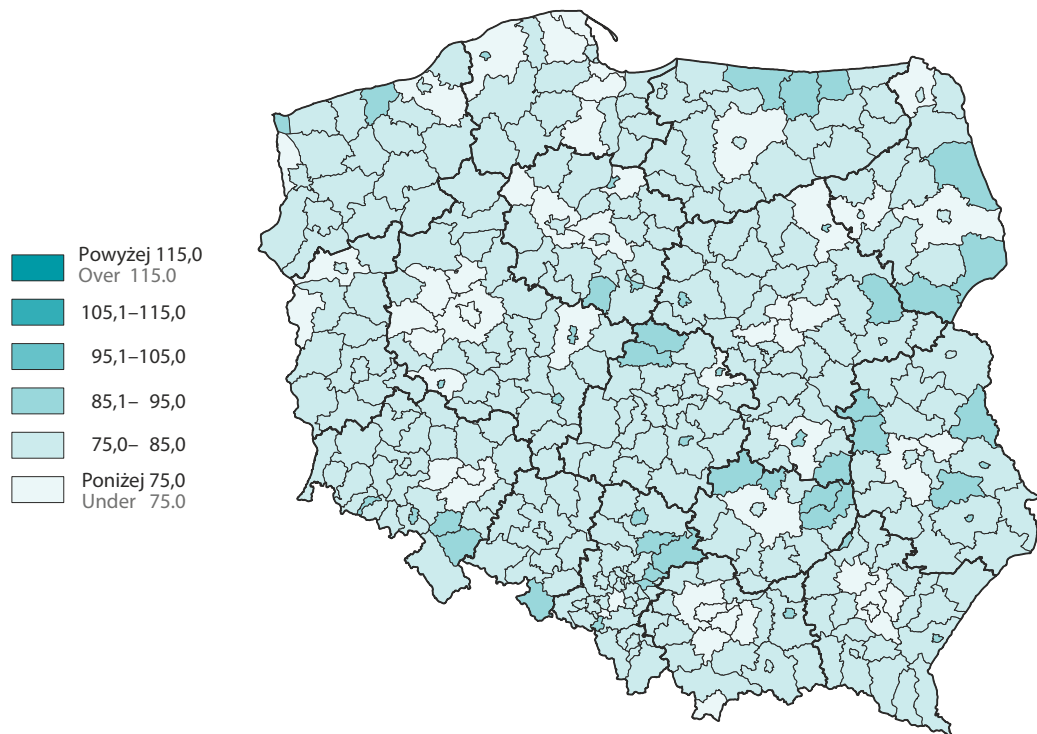 Powyżej 115,0
Over 115.0
105,1–115,0
95,1–105,0
85,1– 95,0
75,0– 85,0
Poniżej 75,0
Under 75.0